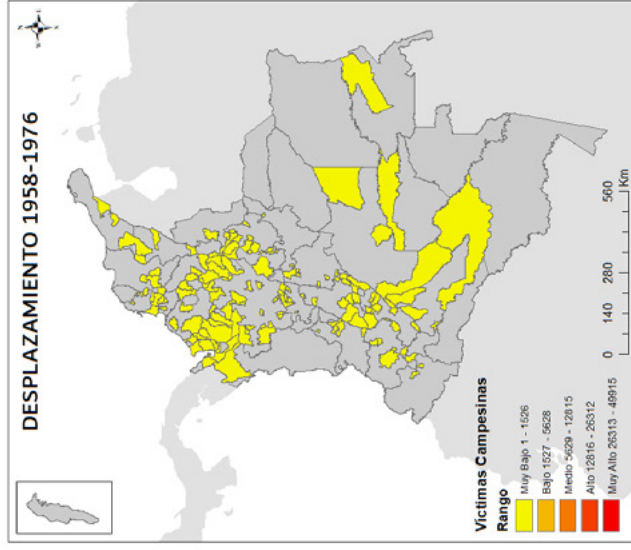 DESPLAZAMIENTO 1958-1976
Víctimas Campesinas
Rango
Muy Bajo 1 - 1526
Bajo 1527 - 5628
Medio 5629 - 12815
Alto 12816 - 26312
Muy Alto 26313 - 49915
0 140 280 560
Km